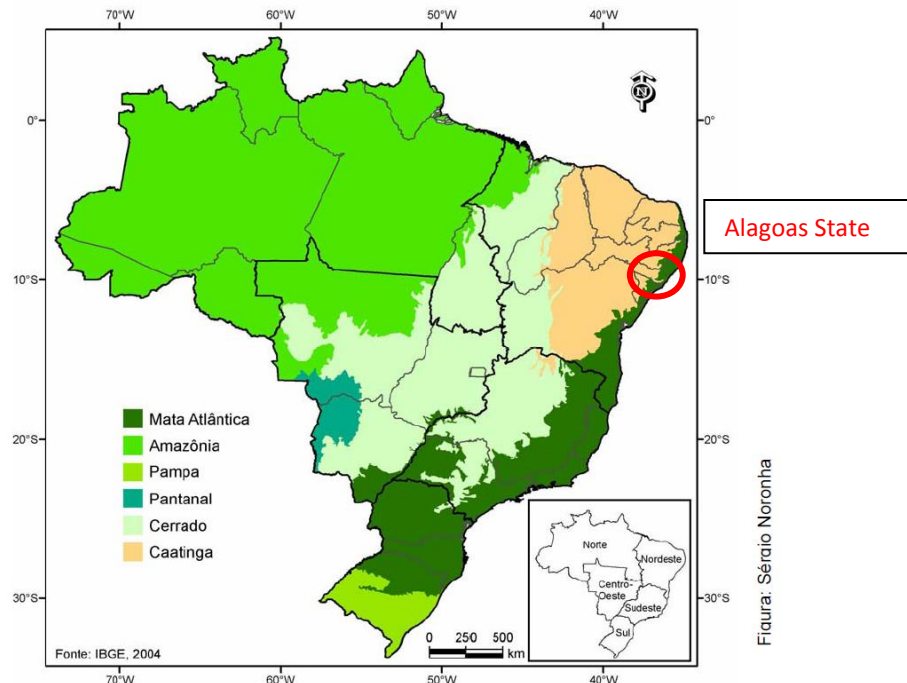 70°W 60°W 50°W 40°W
N
0° 0°
Alagoas State
10°S 10°S
Mata Atlântica
Amazônia
Pampa
Pantanal
Cerrado
Caatinga
20°S 20°S
30°S 30°S
Norte
Nordeste
Centro-
Oeste
Sudeste
Sul
0 250 500
km
Fonte: IBGE, 2004
70°W 60°W 50°W 40°W
Figura: Sérgio Noronha